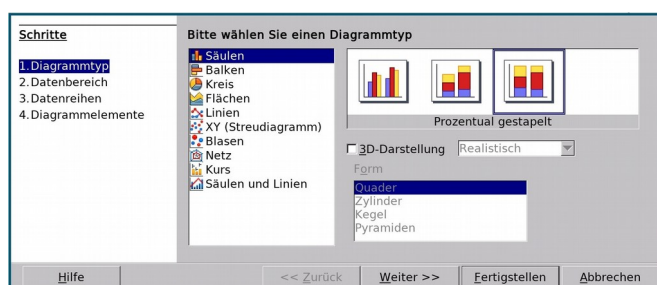 Schritte
1.Diagrammtyp
2.Datenbereich
3.Datenreihen
4.Diagrammelemente
Bitte wählen Sie einen Diagrammtyp
Säulen
Balken
Kreis
Flächen
Linien
XY (Streudiagramm)
Blasen
Netz
Kurs
Säulen und Linien
Prozentual gestapelt
3D-Darstellung Realistisch
Form
Quader
Zylinder
Kegel
Pyramiden
Hilfe << Zurück Weiter >> Fertigstellen Abbrechen